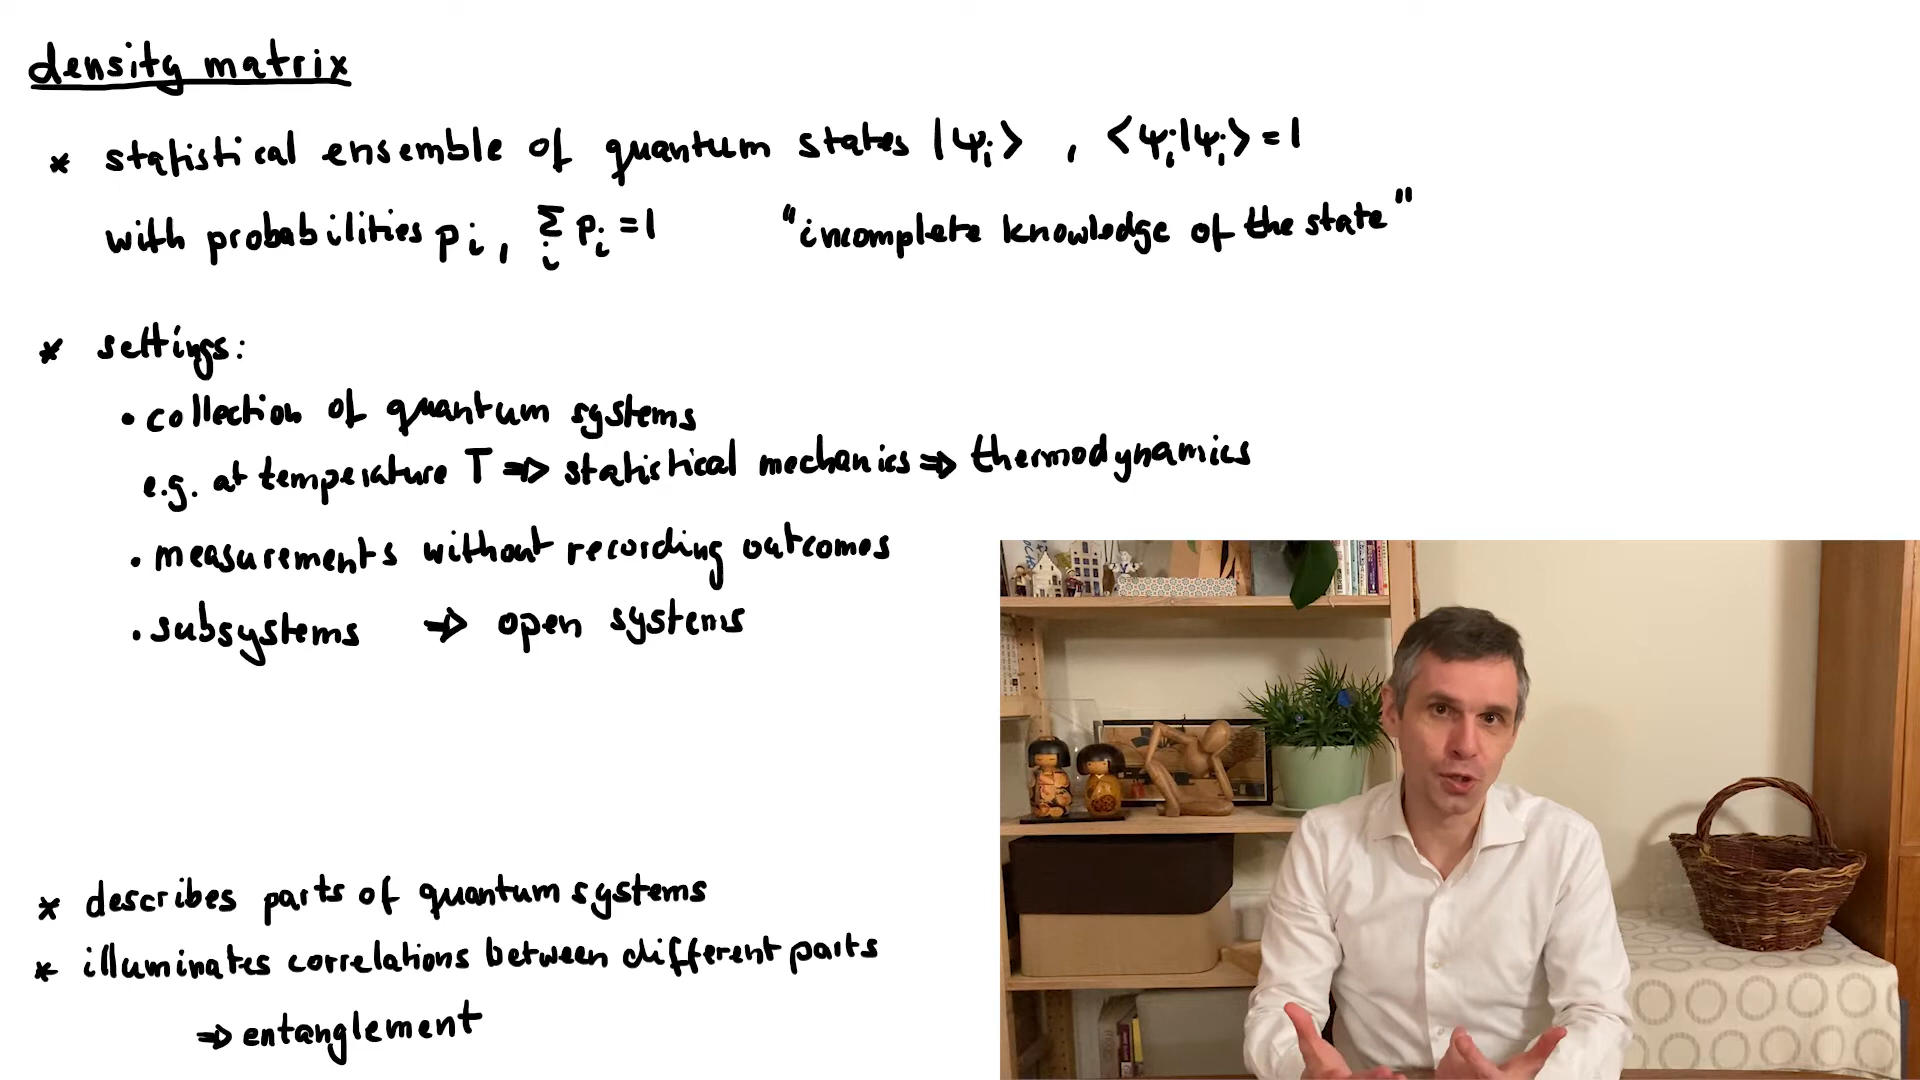 density matrix
* statistical ensemble of quantum states |ψᵢ⟩ , ⟨ψᵢ|ψᵢ⟩ = 1
with probabilities pᵢ, Σᵢ pᵢ = 1 "incomplete knowledge of the state"
* settings:
• collection of quantum systems
e.g. at temperature T ⇒ statistical mechanics ⇒ thermodynamics
• measurements without recording outcomes
• subsystems ⇒ open systems
* describes parts of quantum systems
* illuminates correlations between different parts
⇒ entanglement